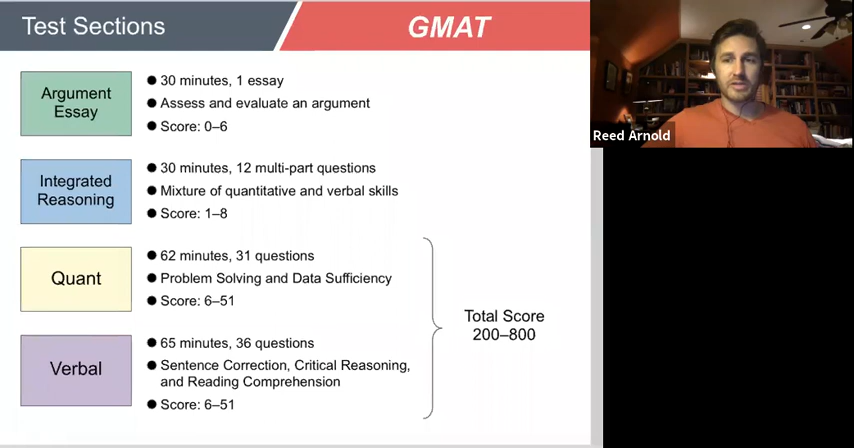 Test Sections
GMAT
Reed Arnold
Argument
Essay
● 30 minutes, 1 essay
● Assess and evaluate an argument
● Score: 0–6
Integrated
Reasoning
● 30 minutes, 12 multi-part questions
● Mixture of quantitative and verbal skills
● Score: 1–8
Quant
● 62 minutes, 31 questions
● Problem Solving and Data Sufficiency
● Score: 6–51
Verbal
● 65 minutes, 36 questions
● Sentence Correction, Critical Reasoning,
and Reading Comprehension
● Score: 6–51
Total Score
200–800